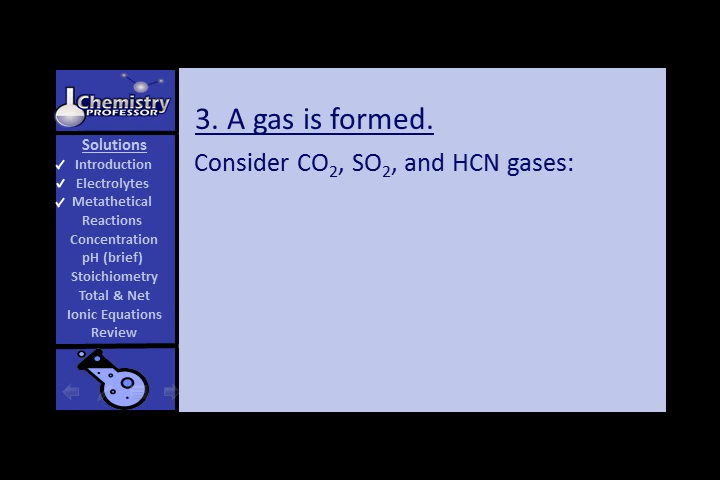 Chemistry
PROFESSOR
Solutions
Introduction
Electrolytes
Metathetical
Reactions
Concentration
pH (brief)
Stoichiometry
Total & Net
Ionic Equations
Review
3. A gas is formed.
Consider CO₂, SO₂, and HCN gases: